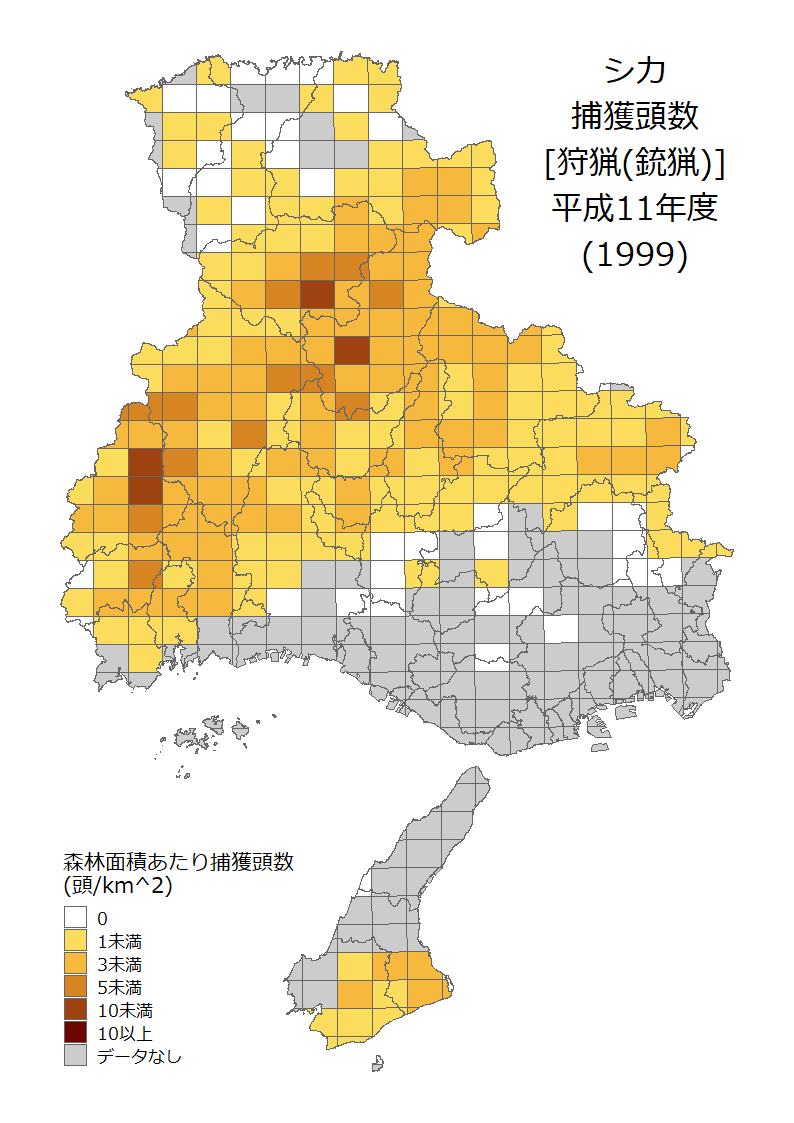 シカ
捕獲頭数
[狩猟(銃猟)]
平成11年度
(1999)
森林面積あたり捕獲頭数
(頭/km^2)
0
1未満
3未満
5未満
10未満
10以上
データなし